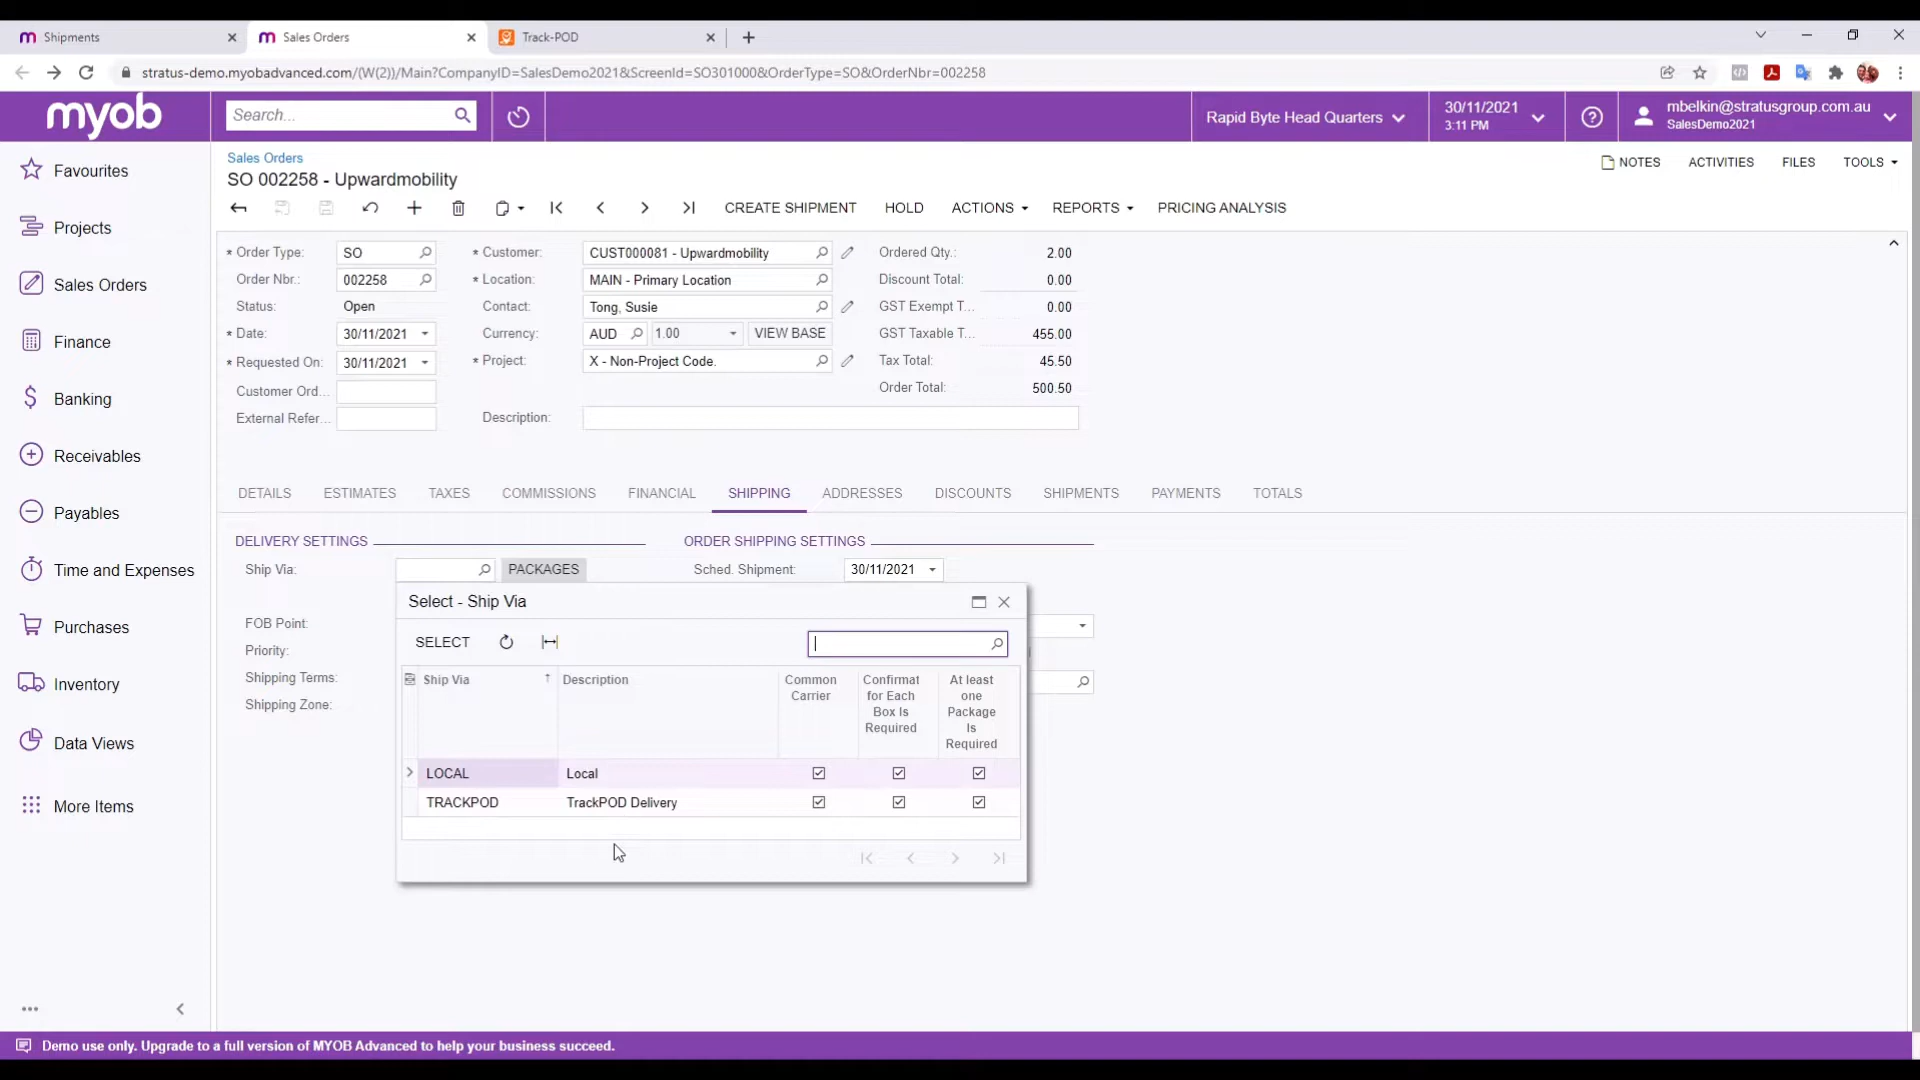 Shipments
Sales Orders
Track-POD
stratus-demo.myobadvanced.com/(W(2))/Main?CompanyID=SalesDemo2021&ScreenId=SO301000&OrderType=SO&OrderNbr=002258
myob
Search...
Rapid Byte Head Quarters
30/11/2021
3:11 PM
mbelkin@stratusgroup.com.au
SalesDemo2021
Favourites
Projects
Sales Orders
Finance
Banking
Receivables
Payables
Time and Expenses
Purchases
Inventory
Data Views
More Items
Sales Orders
SO 002258 - Upwardmobility
NOTES ACTIVITIES FILES TOOLS
CREATE SHIPMENT HOLD ACTIONS REPORTS PRICING ANALYSIS
* Order Type: SO
Order Nbr.: 002258
Status: Open
* Date: 30/11/2021
* Requested On: 30/11/2021
Customer Ord...
External Refer...
* Customer: CUST000081 - Upwardmobility
* Location: MAIN - Primary Location
Contact: Tong, Susie
Currency: AUD 1.00 VIEW BASE
* Project: X - Non-Project Code.
Description:
Ordered Qty.: 2.00
Discount Total: 0.00
GST Exempt T... 0.00
GST Taxable T... 455.00
Tax Total: 45.50
Order Total: 500.50
DETAILS ESTIMATES TAXES COMMISSIONS FINANCIAL SHIPPING ADDRESSES DISCOUNTS SHIPMENTS PAYMENTS TOTALS
DELIVERY SETTINGS
Ship Via: PACKAGES
FOB Point:
Priority:
Shipping Terms:
Shipping Zone:
ORDER SHIPPING SETTINGS
Sched. Shipment: 30/11/2021
Select - Ship Via
SELECT
Ship Via
Description
Common
Carrier
Confirmat
for Each
Box Is
Required
At least
one
Package
Is
Required
LOCAL Local
TRACKPOD TrackPOD Delivery
Demo use only. Upgrade to a full version of MYOB Advanced to help your business succeed.